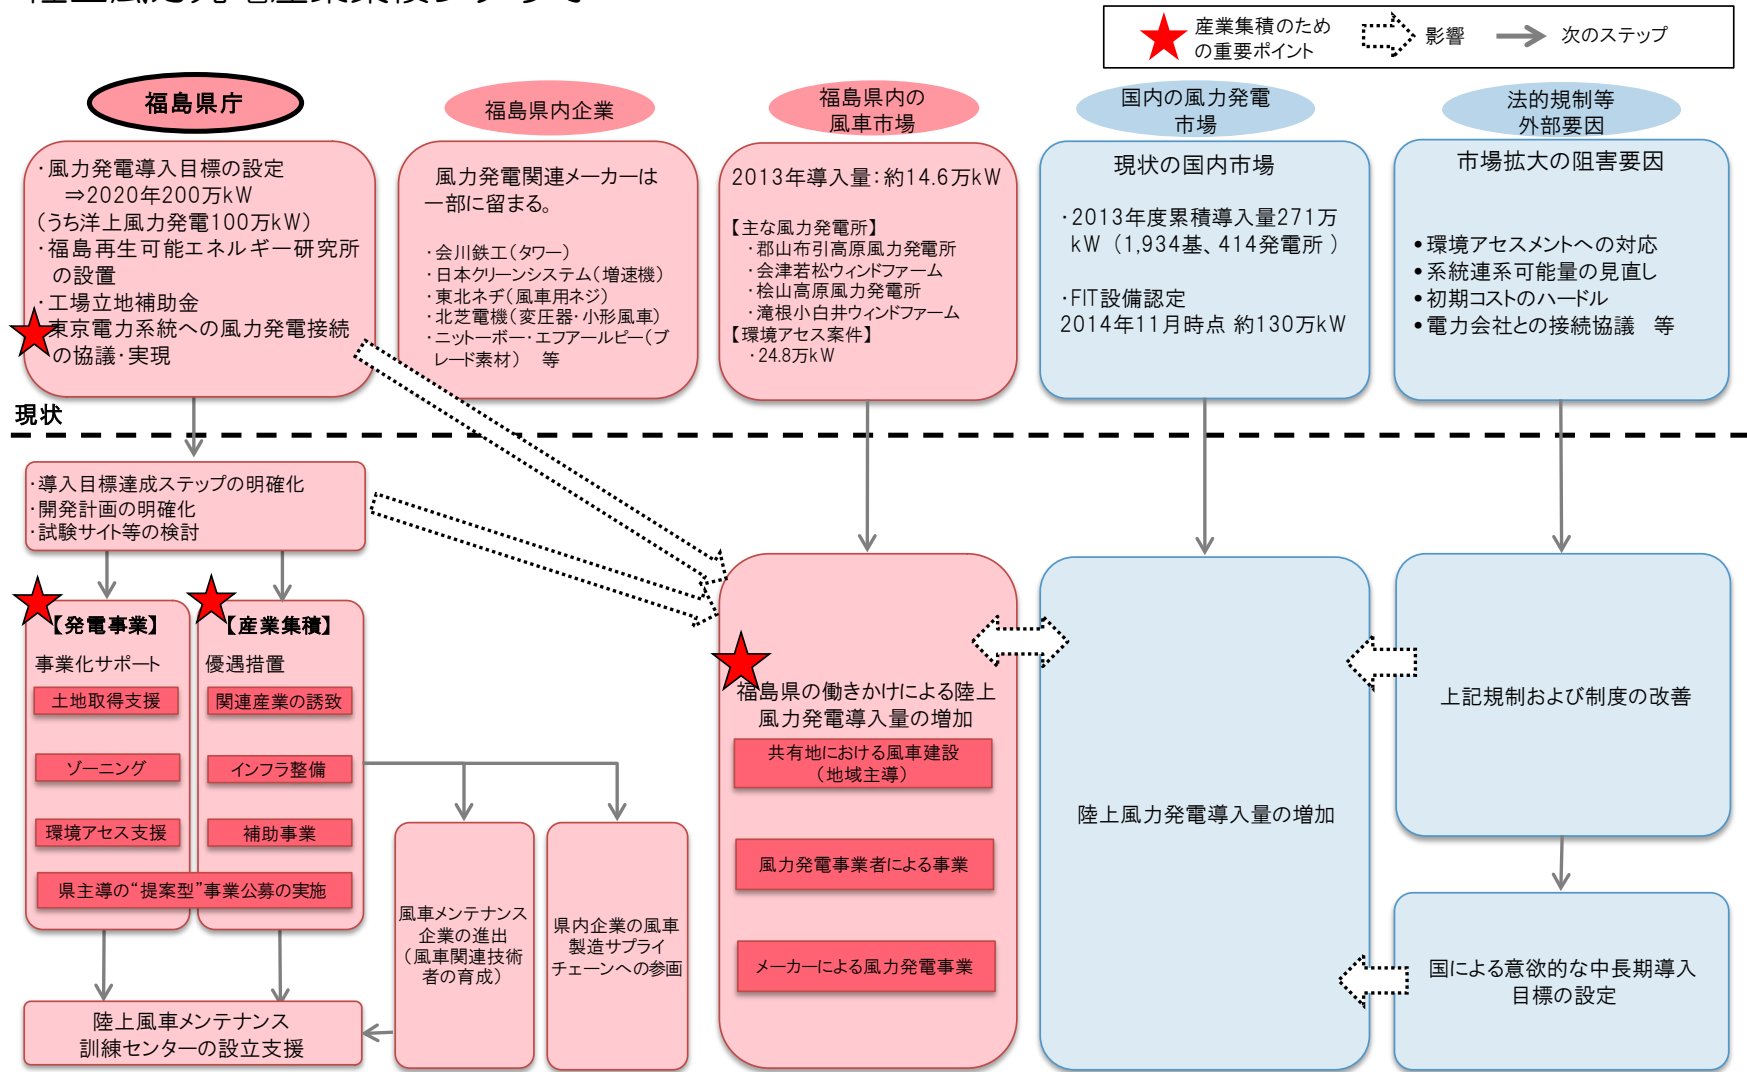 産業集積のため
の重要ポイント
影響
次のステップ
福島県庁
・風力発電導入目標の設定
⇒2020年200万kW
（うち洋上風力発電100万kW）
・福島再生可能エネルギー研究所
の設置
・工場立地補助金
東京電力系統への風力発電接続
の協議・実現
福島県内企業
風力発電関連メーカーは
一部に留まる。
・会川鉄工（タワー）
・日本クリーンシステム（増速機）
・東北ネヂ（風車用ネジ）
・北芝電機（変圧器・小形風車）
・ニットーボー・エフアールピー（ブ
レード素材）　等
福島県内の
風車市場
2013年導入量：約14.6万kW
【主な風力発電所】
・郡山布引高原風力発電所
・会津若松ウィンドファーム
・桧山高原風力発電所
・滝根小白井ウィンドファーム
【環境アセス案件】
・24.8万kW
国内の風力発電
市場
現状の国内市場
・2013年度累積導入量271万
kW（1,934基、414発電所 ）
・FIT設備認定
2014年11月時点 約130万kW
法的規制等
外部要因
市場拡大の阻害要因
•環境アセスメントへの対応
•系統連系可能量の見直し
•初期コストのハードル
•電力会社との接続協議　等
現状
・導入目標達成ステップの明確化
・開発計画の明確化
・試験サイト等の検討
【発電事業】
事業化サポート
土地取得支援
ゾーニング
環境アセス支援
【産業集積】
優遇措置
関連産業の誘致
インフラ整備
補助事業
県主導の“提案型”事業公募の実施
陸上風車メンテナンス
訓練センターの設立支援
風車メンテナンス
企業の進出
（風車関連技術
者の育成）
県内企業の風車
製造サプライ
チェーンへの参画
福島県の働きかけによる陸上
風力発電導入量の増加
共有地における風車建設
（地域主導）
風力発電事業者による事業
メーカーによる風力発電事業
陸上風力発電導入量の増加
上記規制および制度の改善
国による意欲的な中長期導入
目標の設定